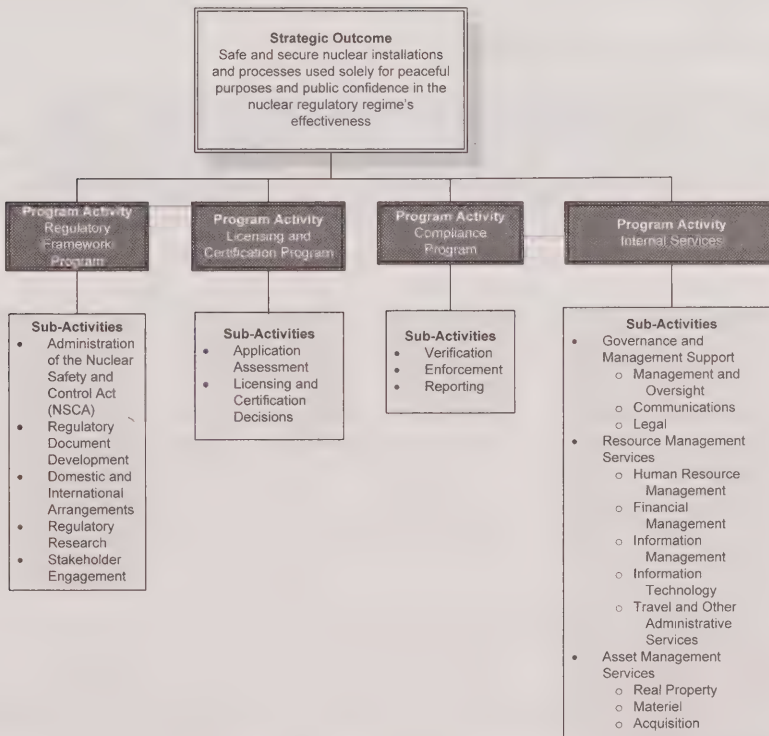 Strategic Outcome
Safe and secure nuclear installations
and processes used solely for peaceful
purposes and public confidence in the
nuclear regulatory regime's
effectiveness
Program Activity
Regulatory
Framework
Program
Program Activity
Licensing and
Certification Program
Program Activity
Compliance
Program
Program Activity
Internal Services
Sub-Activities
• Administration
of the Nuclear
Safety and
Control Act
(NSCA)
• Regulatory
Document
Development
• Domestic and
International
Arrangements
• Regulatory
Research
• Stakeholder
Engagement
Sub-Activities
• Application
Assessment
• Licensing and
Certification
Decisions
Sub-Activities
• Verification
• Enforcement
• Reporting
Sub-Activities
• Governance and
Management Support
o Management and
Oversight
o Communications
o Legal
• Resource Management
Services
o Human Resource
Management
o Financial
Management
o Information
Management
o Information
Technology
o Travel and Other
Administrative
Services
• Asset Management
Services
o Real Property
o Materiel
o Acquisition